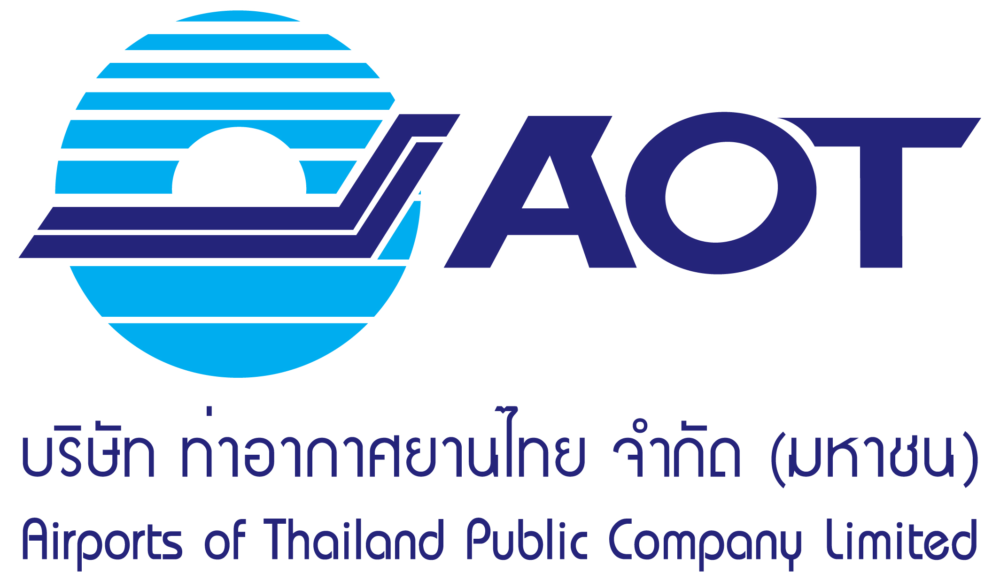 AOT
บริษัท ท่าอากาศยานไทย จำกัด (มหาชน)
Airports of Thailand Public Company Limited